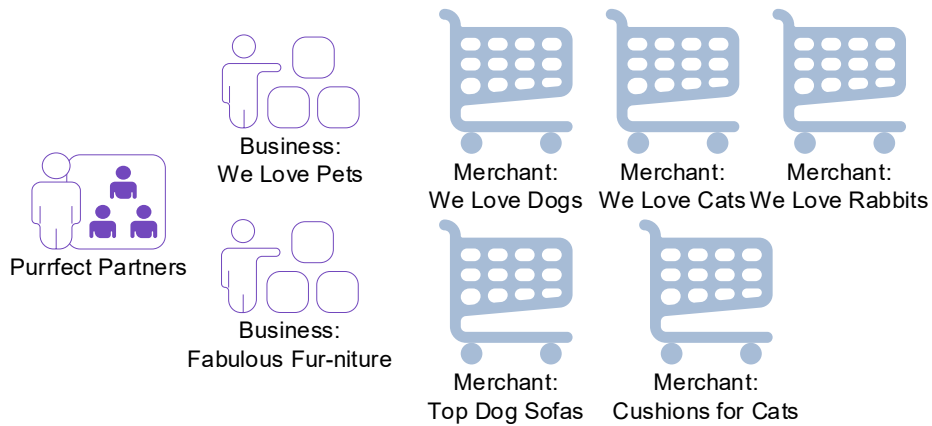 Business:
We Love Pets
Merchant:
We Love Dogs
Merchant:
We Love Cats
Merchant:
We Love Rabbits
Purrfect Partners
Business:
Fabulous Fur-niture
Merchant:
Top Dog Sofas
Merchant:
Cushions for Cats